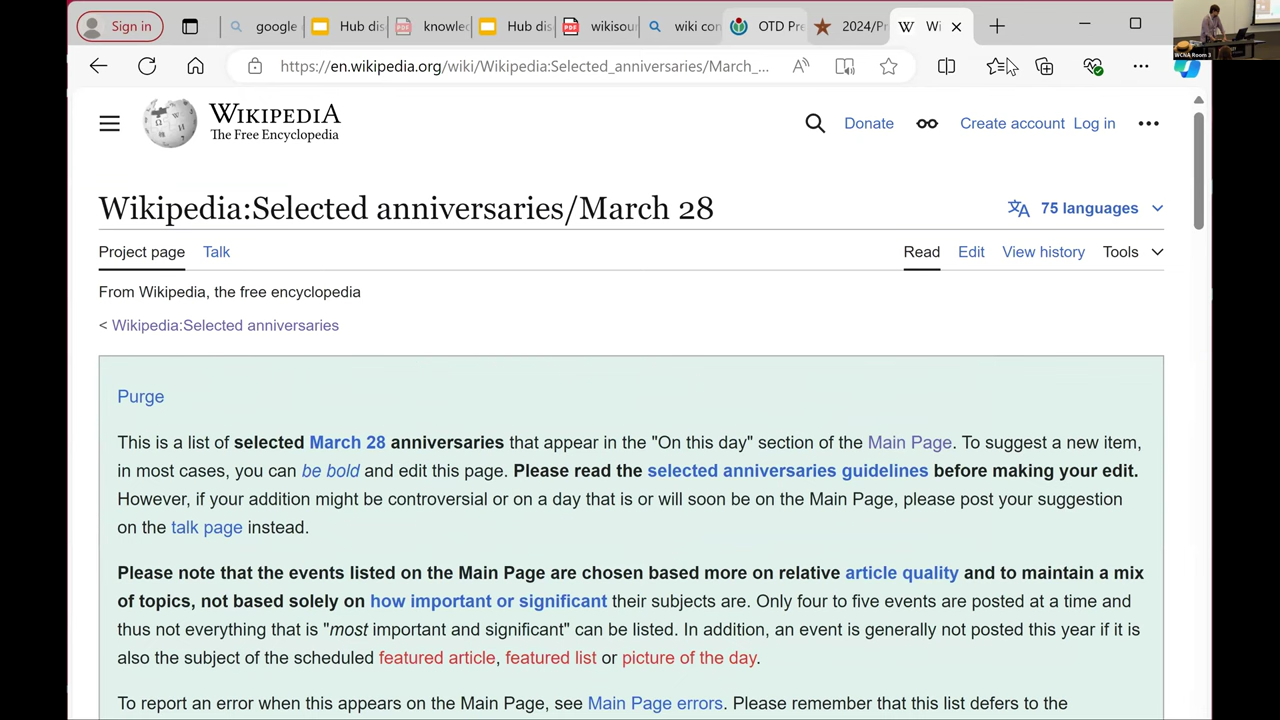 Sign in
google
Hub dis
knowled
Hub dis
wikisou
wiki con
OTD Pre
2024/Pr
Wi
https://en.wikipedia.org/wiki/Wikipedia:Selected_anniversaries/March_...
WCNA Room 3
WIKIPEDIA
The Free Encyclopedia
Donate
Create account
Log in
Wikipedia:Selected anniversaries/March 28
75 languages
Project page
Talk
Read
Edit
View history
Tools
From Wikipedia, the free encyclopedia
< Wikipedia:Selected anniversaries
Purge
This is a list of selected March 28 anniversaries that appear in the "On this day" section of the Main Page. To suggest a new item,
in most cases, you can be bold and edit this page. Please read the selected anniversaries guidelines before making your edit.
However, if your addition might be controversial or on a day that is or will soon be on the Main Page, please post your suggestion
on the talk page instead.
Please note that the events listed on the Main Page are chosen based more on relative article quality and to maintain a mix
of topics, not based solely on how important or significant their subjects are. Only four to five events are posted at a time and
thus not everything that is "most important and significant" can be listed. In addition, an event is generally not posted this year if it is
also the subject of the scheduled featured article, featured list or picture of the day.
To report an error when this appears on the Main Page, see Main Page errors. Please remember that this list defers to the